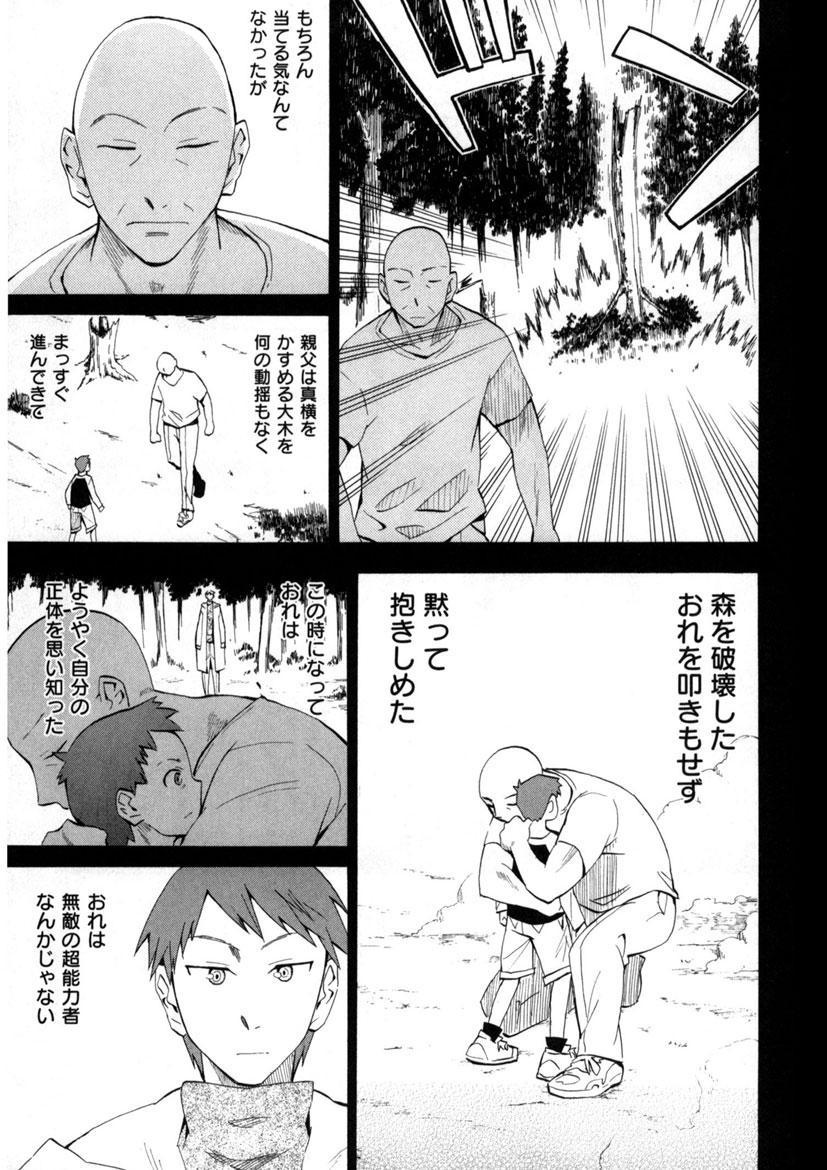 ドオッ
もちろん
当てる気なんて
なかったが
親父は真横を
かすめる大木を
何の動揺もなく
まっすぐ
進んできて
森を破壊した
おれを叩きもせず
黙って
抱きしめた
この時になって
おれは
ようやく自分の
正体を思い知った
おれは
無敵の超能力者
なんかじゃない